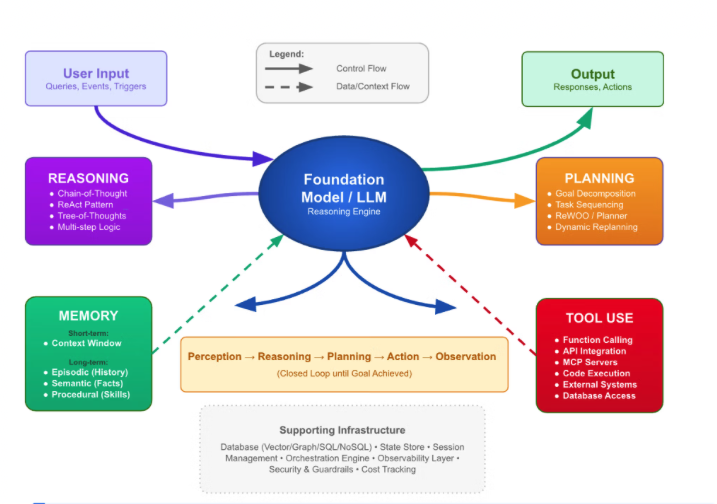 User Input
Queries, Events, Triggers
Legend:
Control Flow
Data/Context Flow
Output
Responses, Actions
REASONING
● Chain-of-Thought
● ReAct Pattern
● Tree-of-Thoughts
● Multi-step Logic
Foundation
Model / LLM
Reasoning Engine
PLANNING
● Goal Decomposition
● Task Sequencing
● ReWOO / Planner
● Dynamic Replanning
MEMORY
Short-term:
● Context Window
Long-term:
● Episodic (History)
● Semantic (Facts)
● Procedural (Skills)
TOOL USE
● Function Calling
● API Integration
● MCP Servers
● Code Execution
● External Systems
● Database Access
Perception → Reasoning → Planning → Action → Observation
(Closed Loop until Goal Achieved)
Supporting Infrastructure
Database (Vector/Graph/SQL/NoSQL) • State Store • Session
Management • Orchestration Engine • Observability Layer •
Security & Guardrails • Cost Tracking